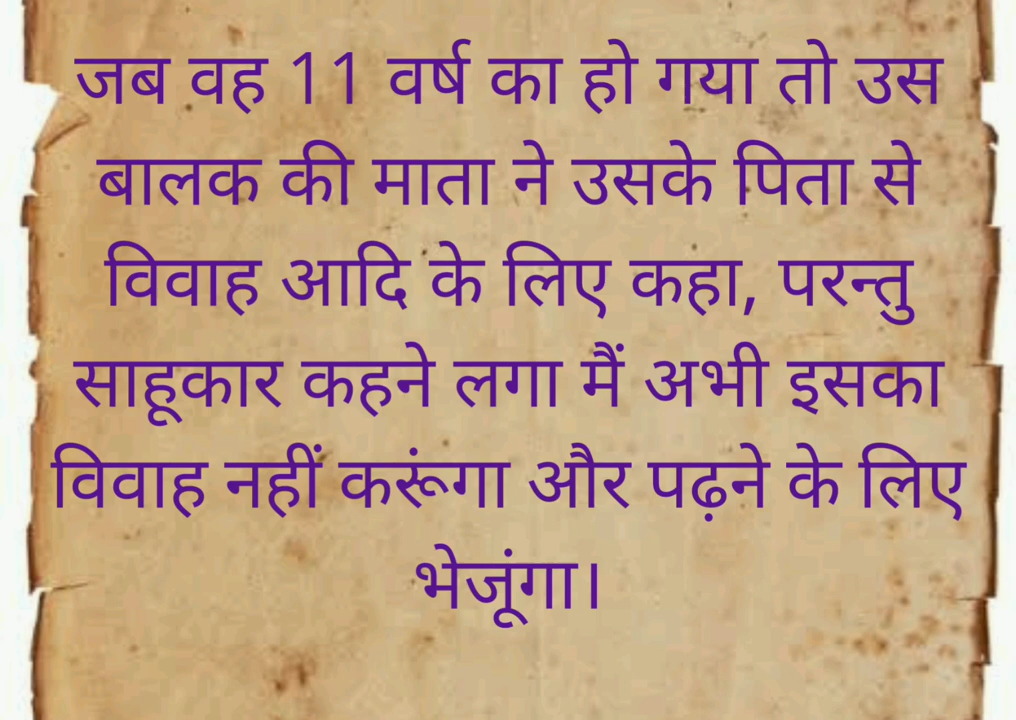 जब वह 11 वर्ष का हो गया तो उस
बालक की माता ने उसके पिता से
विवाह आदि के लिए कहा, परन्तु
साहूकार कहने लगा मैं अभी इसका
विवाह नहीं करूंगा और पढ़ने के लिए
भेजूंगा।